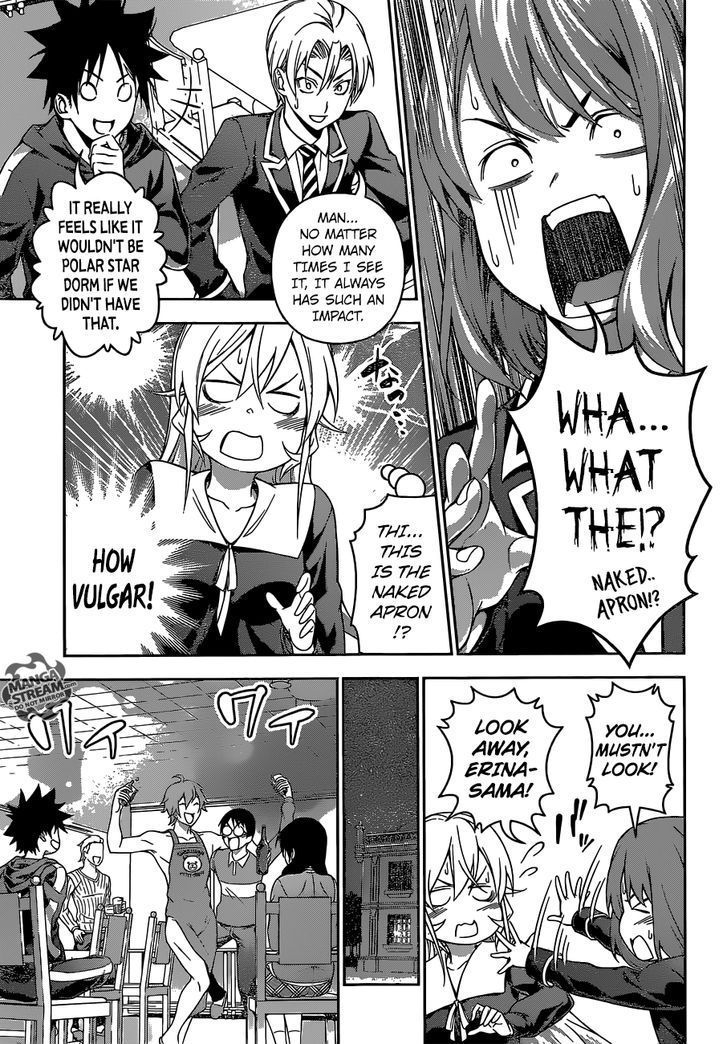 WHA...
WHAT
THE!?
NAKED..
APRON!?
MAN...
NO MATTER
HOW MANY
TIMES I SEE
IT, IT ALWAYS
HAS SUCH AN
IMPACT.
IT REALLY
FEELS LIKE IT
WOULDN'T BE
POLAR STAR
DORM IF WE
DIDN'T HAVE
THAT.
なっ…
THI...
THIS
IS THE
NAKED
APRON
!?
HOW
VULGAR!
YOU...
MUSTN'T
LOOK!
LOOK
AWAY,
ERINA-
SAMA!
ワイ
ワイ
MANGA
STREAM.com
DO NOT MIRROR